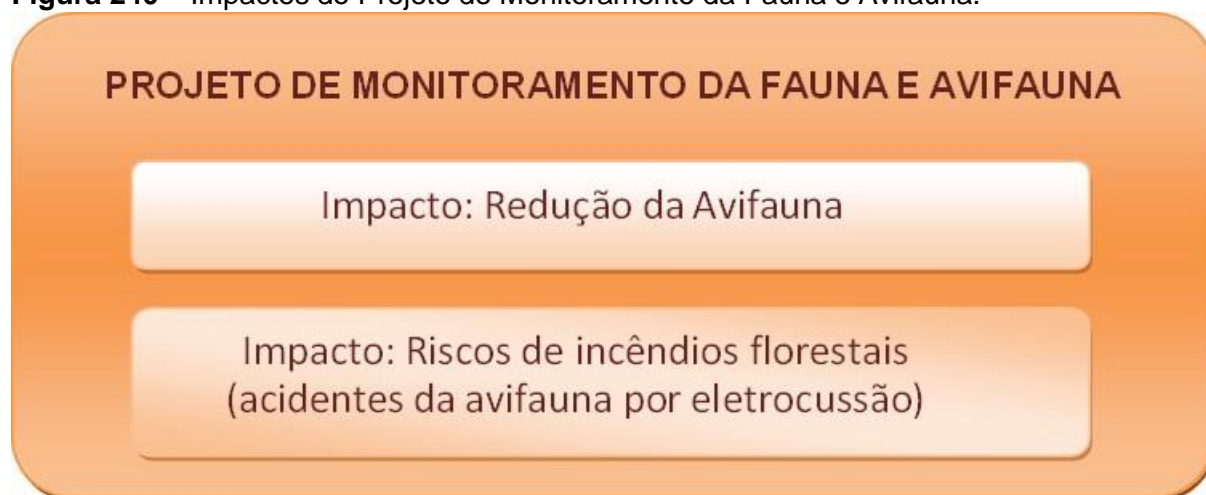 Figura 240 – Impactos do Projeto de Monitoramento da Fauna e Avifauna.
PROJETO DE MONITORAMENTO DA FAUNA E AVIFAUNA
Impacto: Redução da Avifauna
Impacto: Riscos de incêndios florestais
(acidentes da avifauna por eletrocussão)